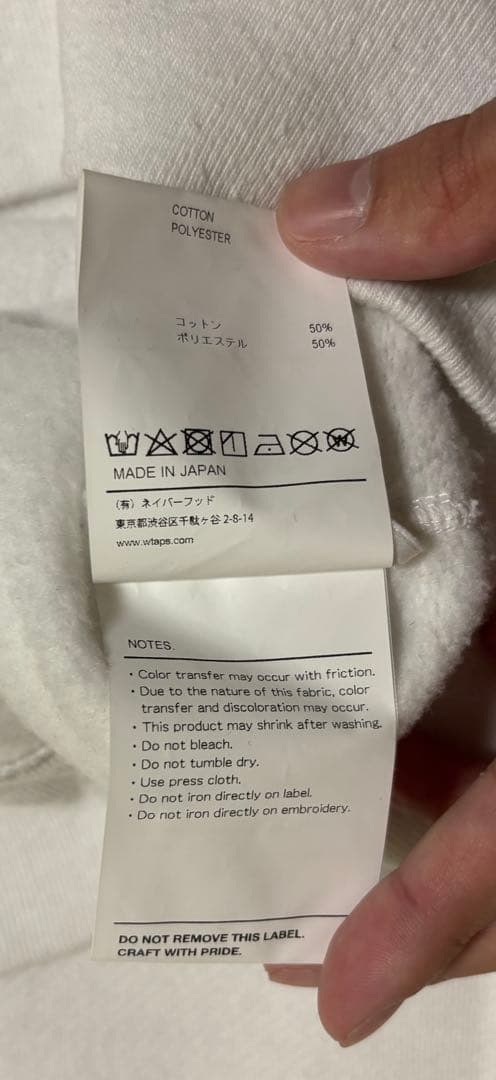 COTTON
POLYESTER
コットン 50%
ポリエステル 50%
MADE IN JAPAN
(有) ネイバーフッド
東京都渋谷区千駄ヶ谷 2-8-14
www.wtaps.com
NOTES.
・Color transfer may occur with friction.
・Due to the nature of this fabric, color
transfer and discoloration may occur.
・This product may shrink after washing.
・Do not bleach.
・Do not tumble dry.
・Use press cloth.
・Do not iron directly on label.
・Do not iron directly on embroidery.
DO NOT REMOVE THIS LABEL.
CRAFT WITH PRIDE.